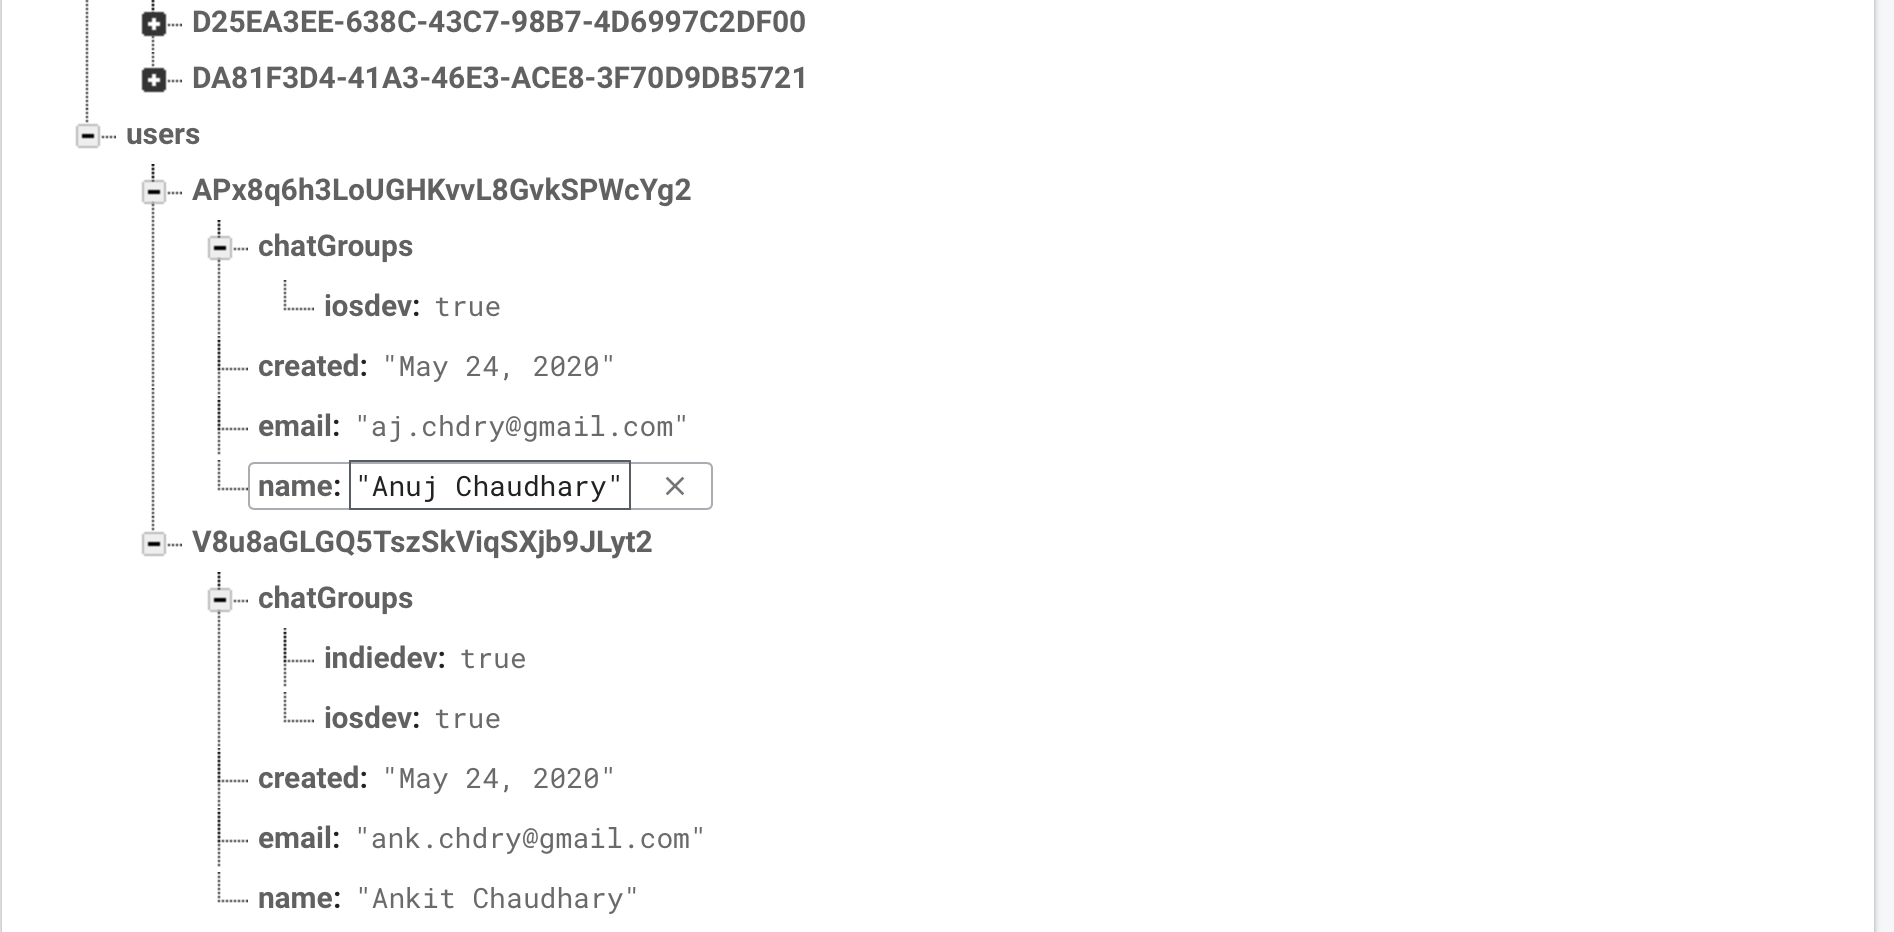 D25EA3EE-638C-43C7-98B7-4D6997C2DF00
DA81F3D4-41A3-46E3-ACE8-3F70D9DB5721
users
APx8q6h3LoUGHKvvL8GvkSPWcYg2
chatGroups
iosdev: true
created: "May 24, 2020"
email: "aj.chdry@gmail.com"
name: "Anuj Chaudhary"
V8u8aGLGQ5TszSkViqSXjb9JLyt2
chatGroups
indiedev: true
iosdev: true
created: "May 24, 2020"
email: "ank.chdry@gmail.com"
name: "Ankit Chaudhary"